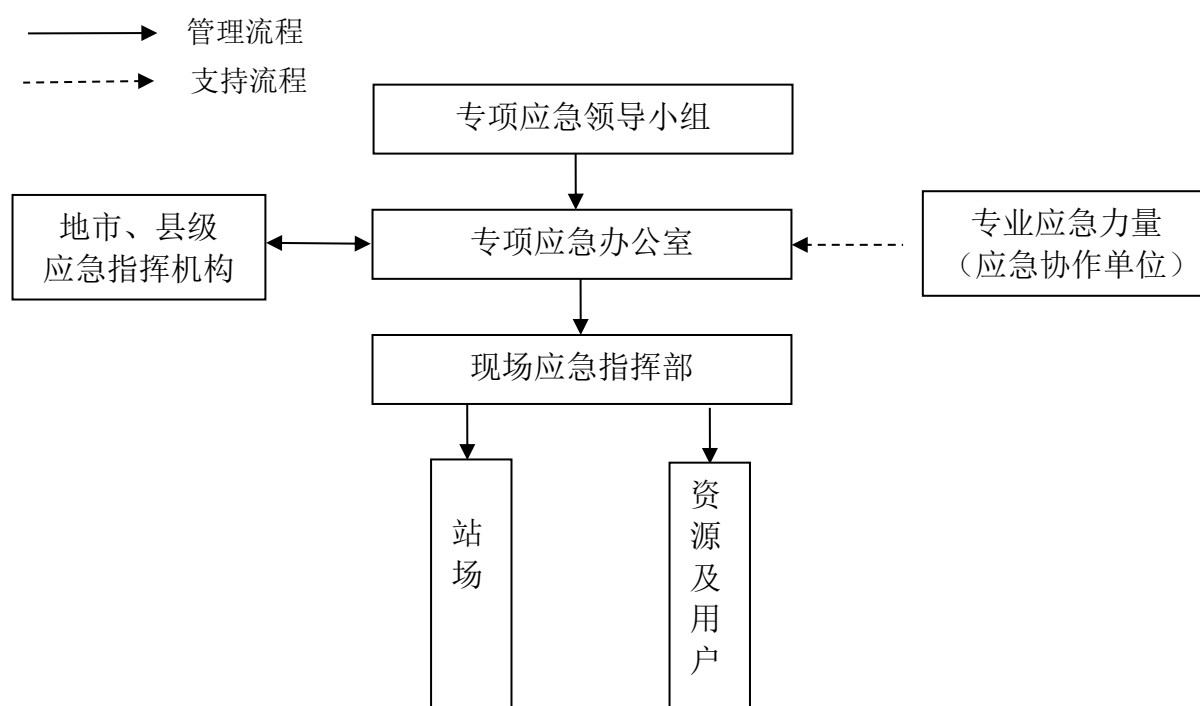 管理流程
支持流程
专项应急领导小组
地市、县级
应急指挥机构
专项应急办公室
专业应急力量
（应急协作单位）
现场应急指挥部
站场
资源及用户